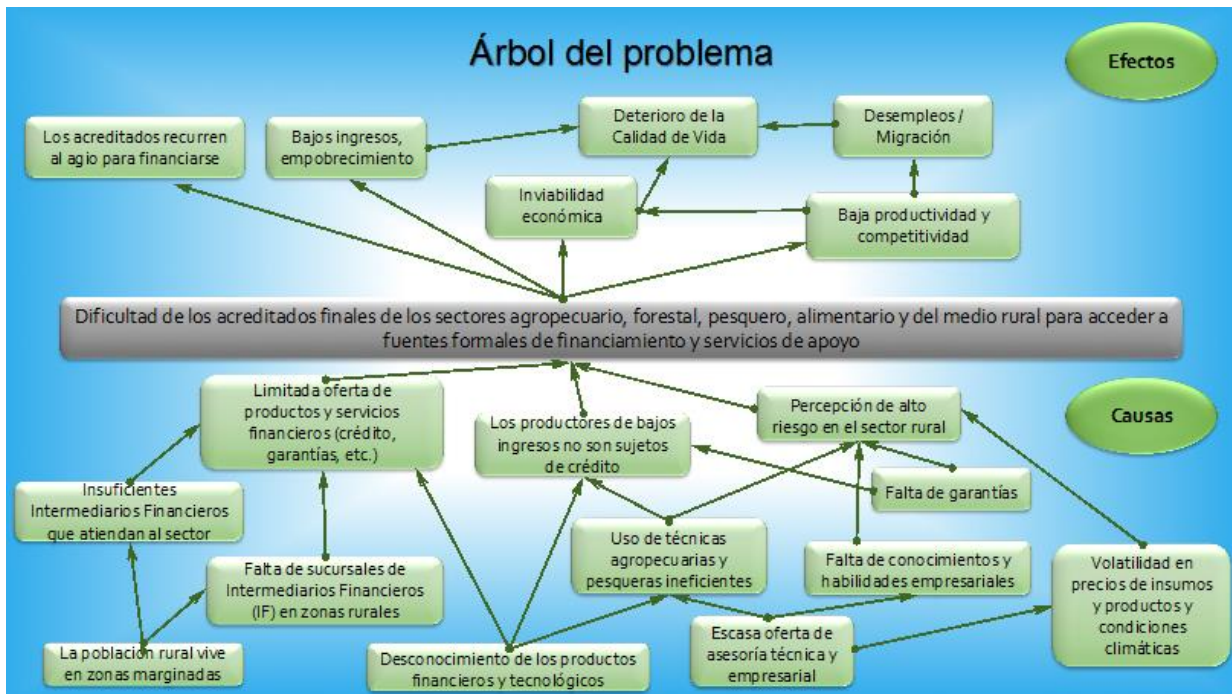 Árbol del problema
Efectos
Los acreditados recurren
al agio para financiarse
Bajos ingresos,
empobrecimiento
Deterioro de la
Calidad de Vida
Desempleos /
Migración
Inviabilidad
económica
Baja productividad y
competitividad
Dificultad de los acreditados finales de los sectores agropecuario, forestal, pesquero, alimentario y del medio rural para acceder a
fuentes formales de financiamiento y servicios de apoyo
Causas
Limitada oferta de
productos y servicios
financieros (crédito,
garantías, etc.)
Los productores de bajos
ingresos no son sujetos
de crédito
Percepción de alto
riesgo en el sector rural
Insuficientes
Intermediarios Financieros
que atiendan al sector
Falta de garantías
Falta de sucursales de
Intermediarios Financieros
(IF) en zonas rurales
Uso de técnicas
agropecuarias y
pesqueras ineficientes
Falta de conocimientos y
habilidades empresariales
Volatilidad en
precios de insumos
y productos y
condiciones
climáticas
La población rural vive
en zonas marginadas
Desconocimiento de los productos
financieros y tecnológicos
Escasa oferta de
asesoría técnica y
empresarial